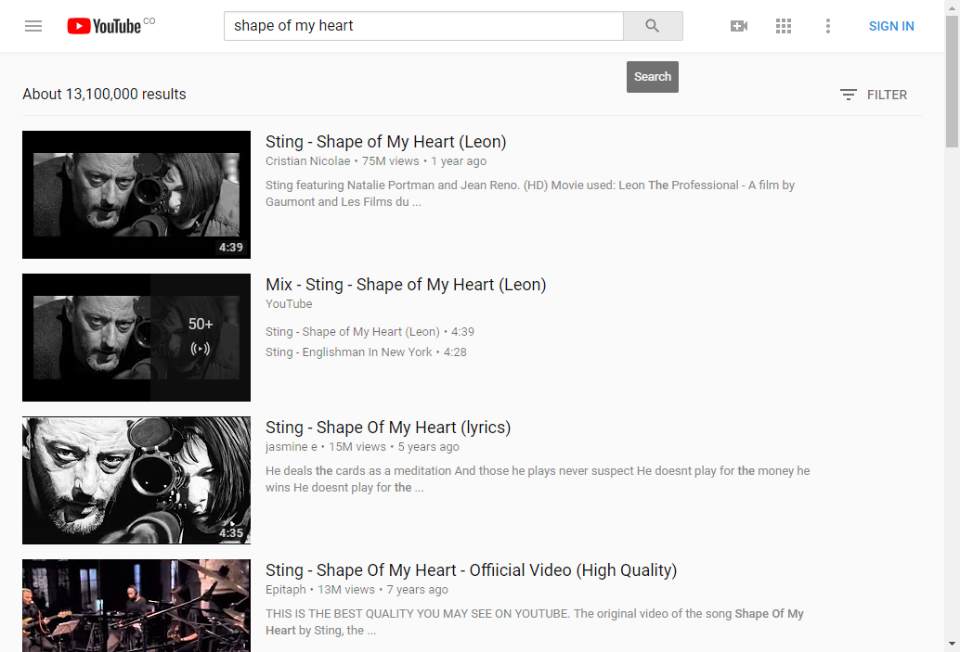 YouTube CO
shape of my heart
SIGN IN
Search
About 13,100,000 results
FILTER
Sting - Shape of My Heart (Leon)
Cristian Nicolae • 75M views • 1 year ago
Sting featuring Natalie Portman and Jean Reno. (HD) Movie used: Leon The Professional - A film by
Gaumont and Les Films du ...
4:39
Mix - Sting - Shape of My Heart (Leon)
YouTube
50+
Sting - Shape of My Heart (Leon) • 4:39
Sting - Englishman In New York • 4:28
Sting - Shape Of My Heart (lyrics)
jasmine e • 15M views • 5 years ago
He deals the cards as a meditation And those he plays never suspect He doesnt play for the money he
wins He doesnt play for the ...
4:35
Sting - Shape Of My Heart - Offiicial Video (High Quality)
Epitaph • 13M views • 7 years ago
THIS IS THE BEST QUALITY YOU MAY SEE ON YOUTUBE. The original video of the song Shape Of My
Heart by Sting, the ...